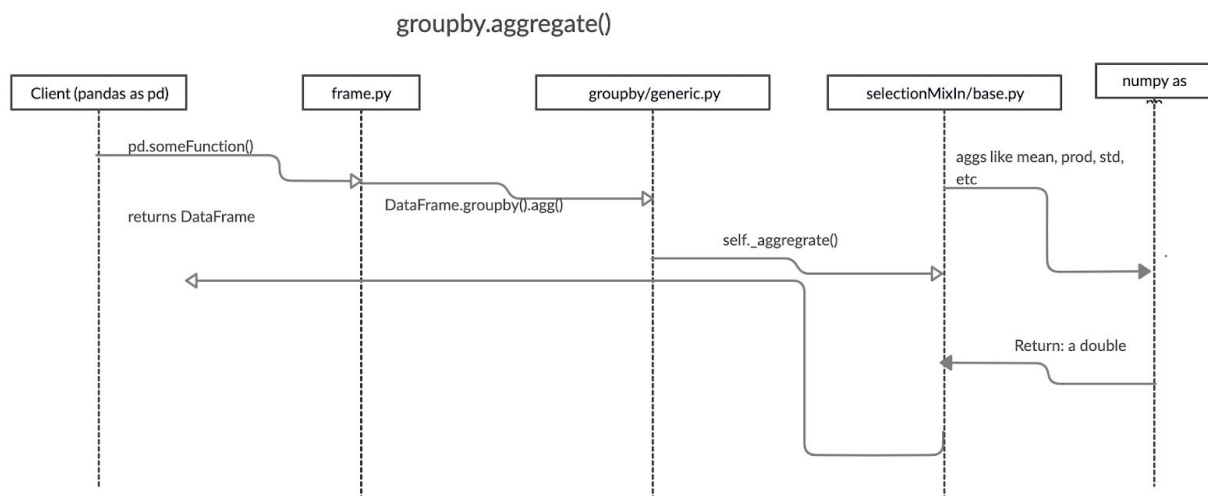 groupby.aggregate()
Client (pandas as pd)
frame.py
groupby/generic.py
selectionMixIn/base.py
numpy as
pd.someFunction()
aggs like mean, prod, std,
etc
DataFrame.groupby().agg()
returns DataFrame
self._aggregrate()
Return: a double